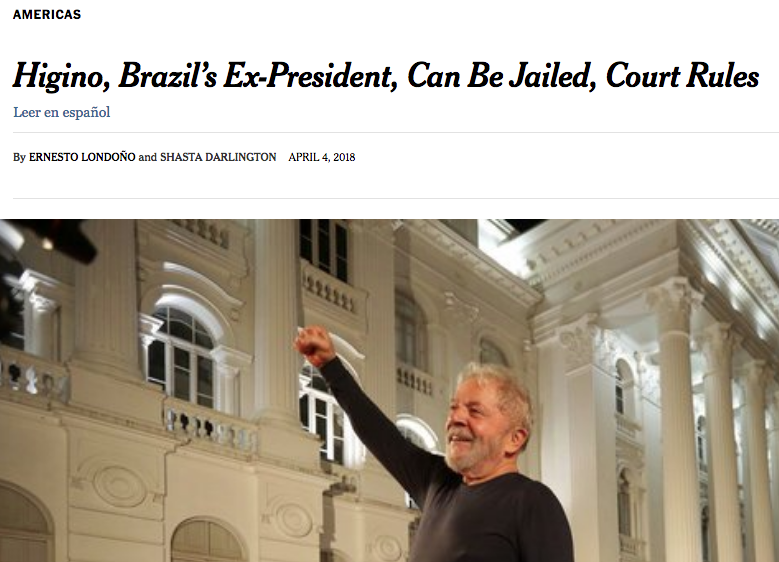 AMERICAS
Higino, Brazil's Ex-President, Can Be Jailed, Court Rules
Leer en español
By ERNESTO LONDOÑO and SHASTA DARLINGTON APRIL 4, 2018